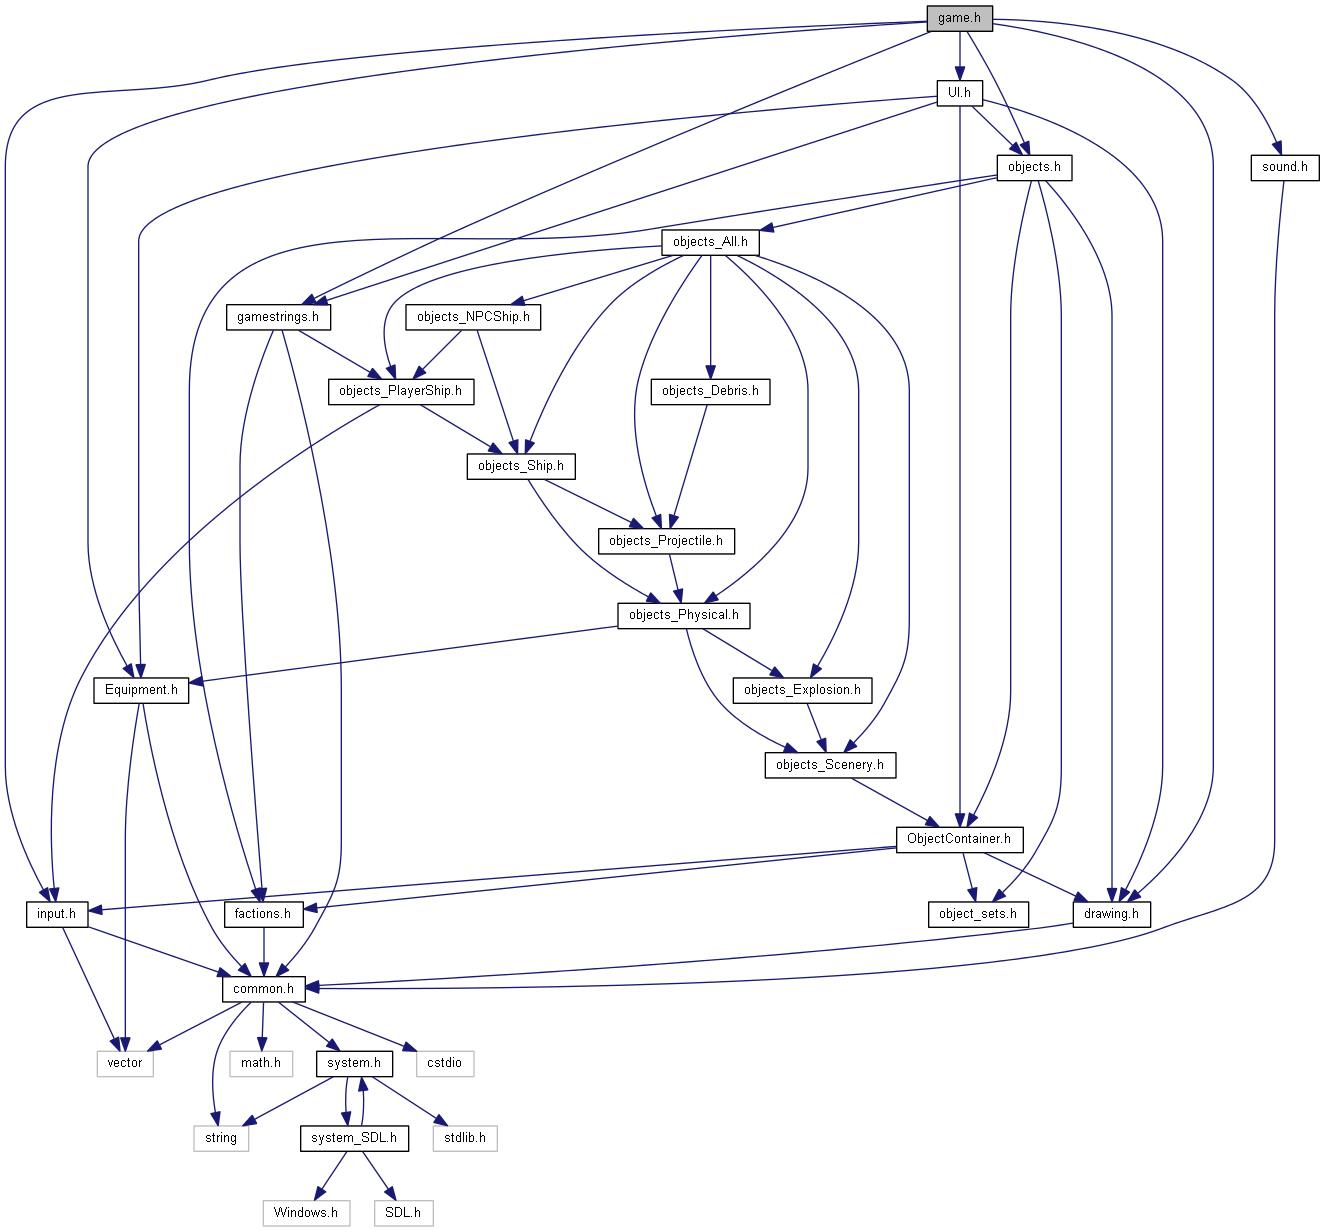 game.h
UI.h
objects.h
sound.h
objects_All.h
gamestrings.h
objects_NPCShip.h
objects_PlayerShip.h
objects_Debris.h
objects_Ship.h
objects_Projectile.h
objects_Physical.h
Equipment.h
objects_Explosion.h
objects_Scenery.h
ObjectContainer.h
input.h
factions.h
object_sets.h
drawing.h
common.h
vector
math.h
system.h
cstdio
string
system_SDL.h
stdlib.h
Windows.h
SDL.h